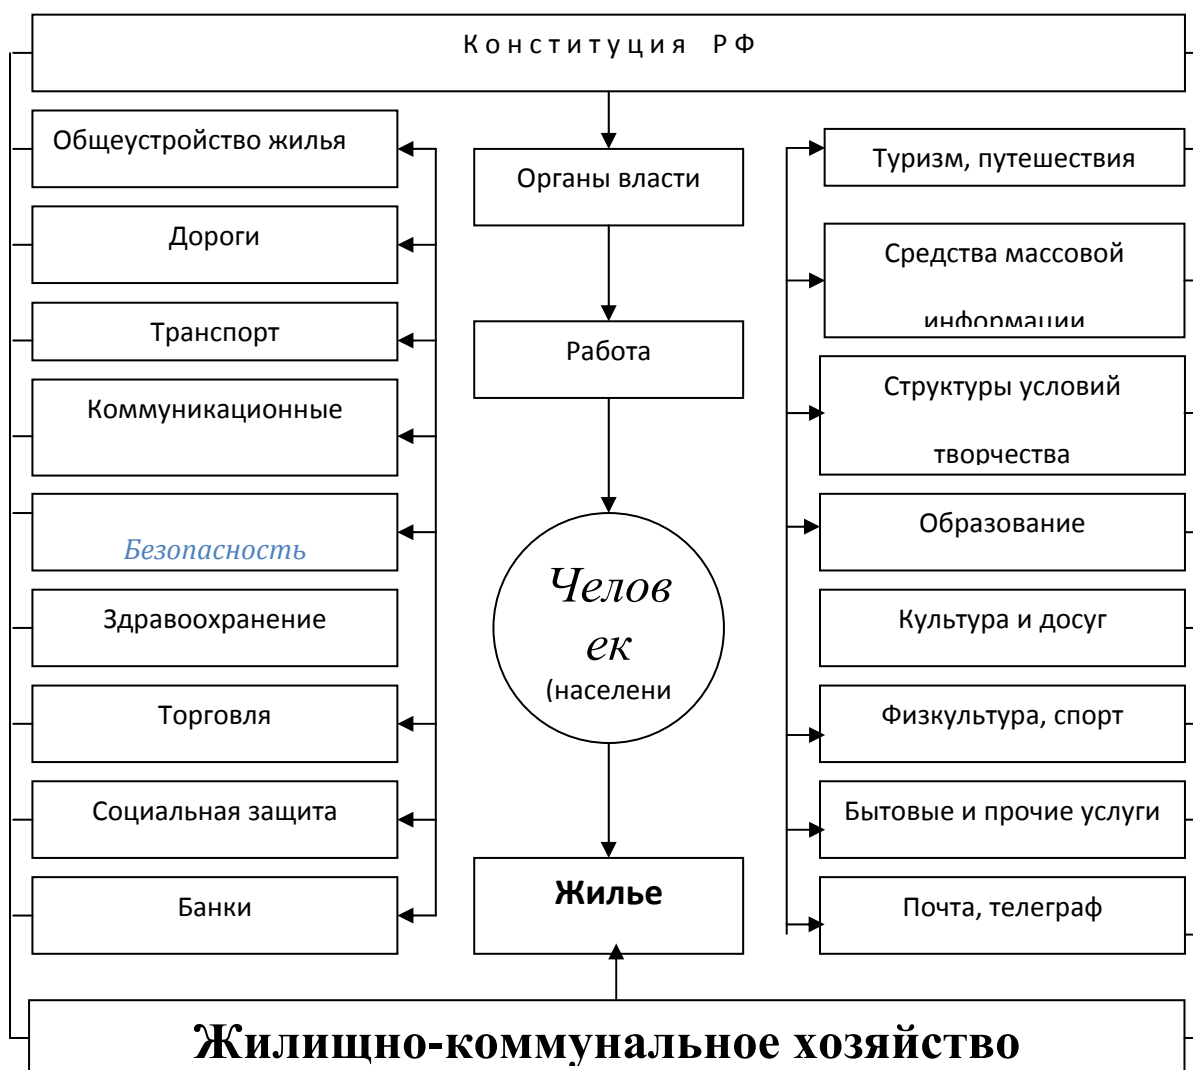 Конституция РФ
Общеустройство жилья
Дороги
Транспорт
Коммуникационные
Безопасность
Здравоохранение
Торговля
Социальная защита
Банки
Органы власти
Работа
Челов
ек
(населени
Жилье
Туризм, путешествия
Средства массовой
информации
Структуры условий
творчества
Образование
Культура и досуг
Физкультура, спорт
Бытовые и прочие услуги
Почта, телеграф
Жилищно-коммунальное хозяйство